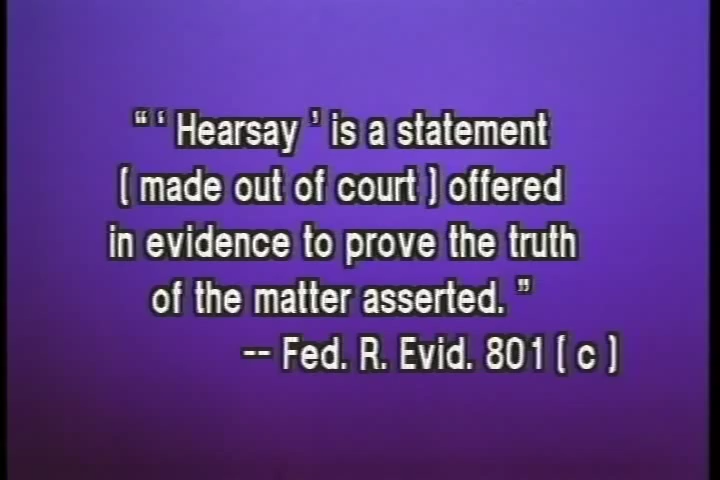 “ ‘ Hearsay ’ is a statement
[ made out of court ] offered
in evidence to prove the truth
of the matter asserted. ”
-- Fed. R. Evid. 801 [ c ]